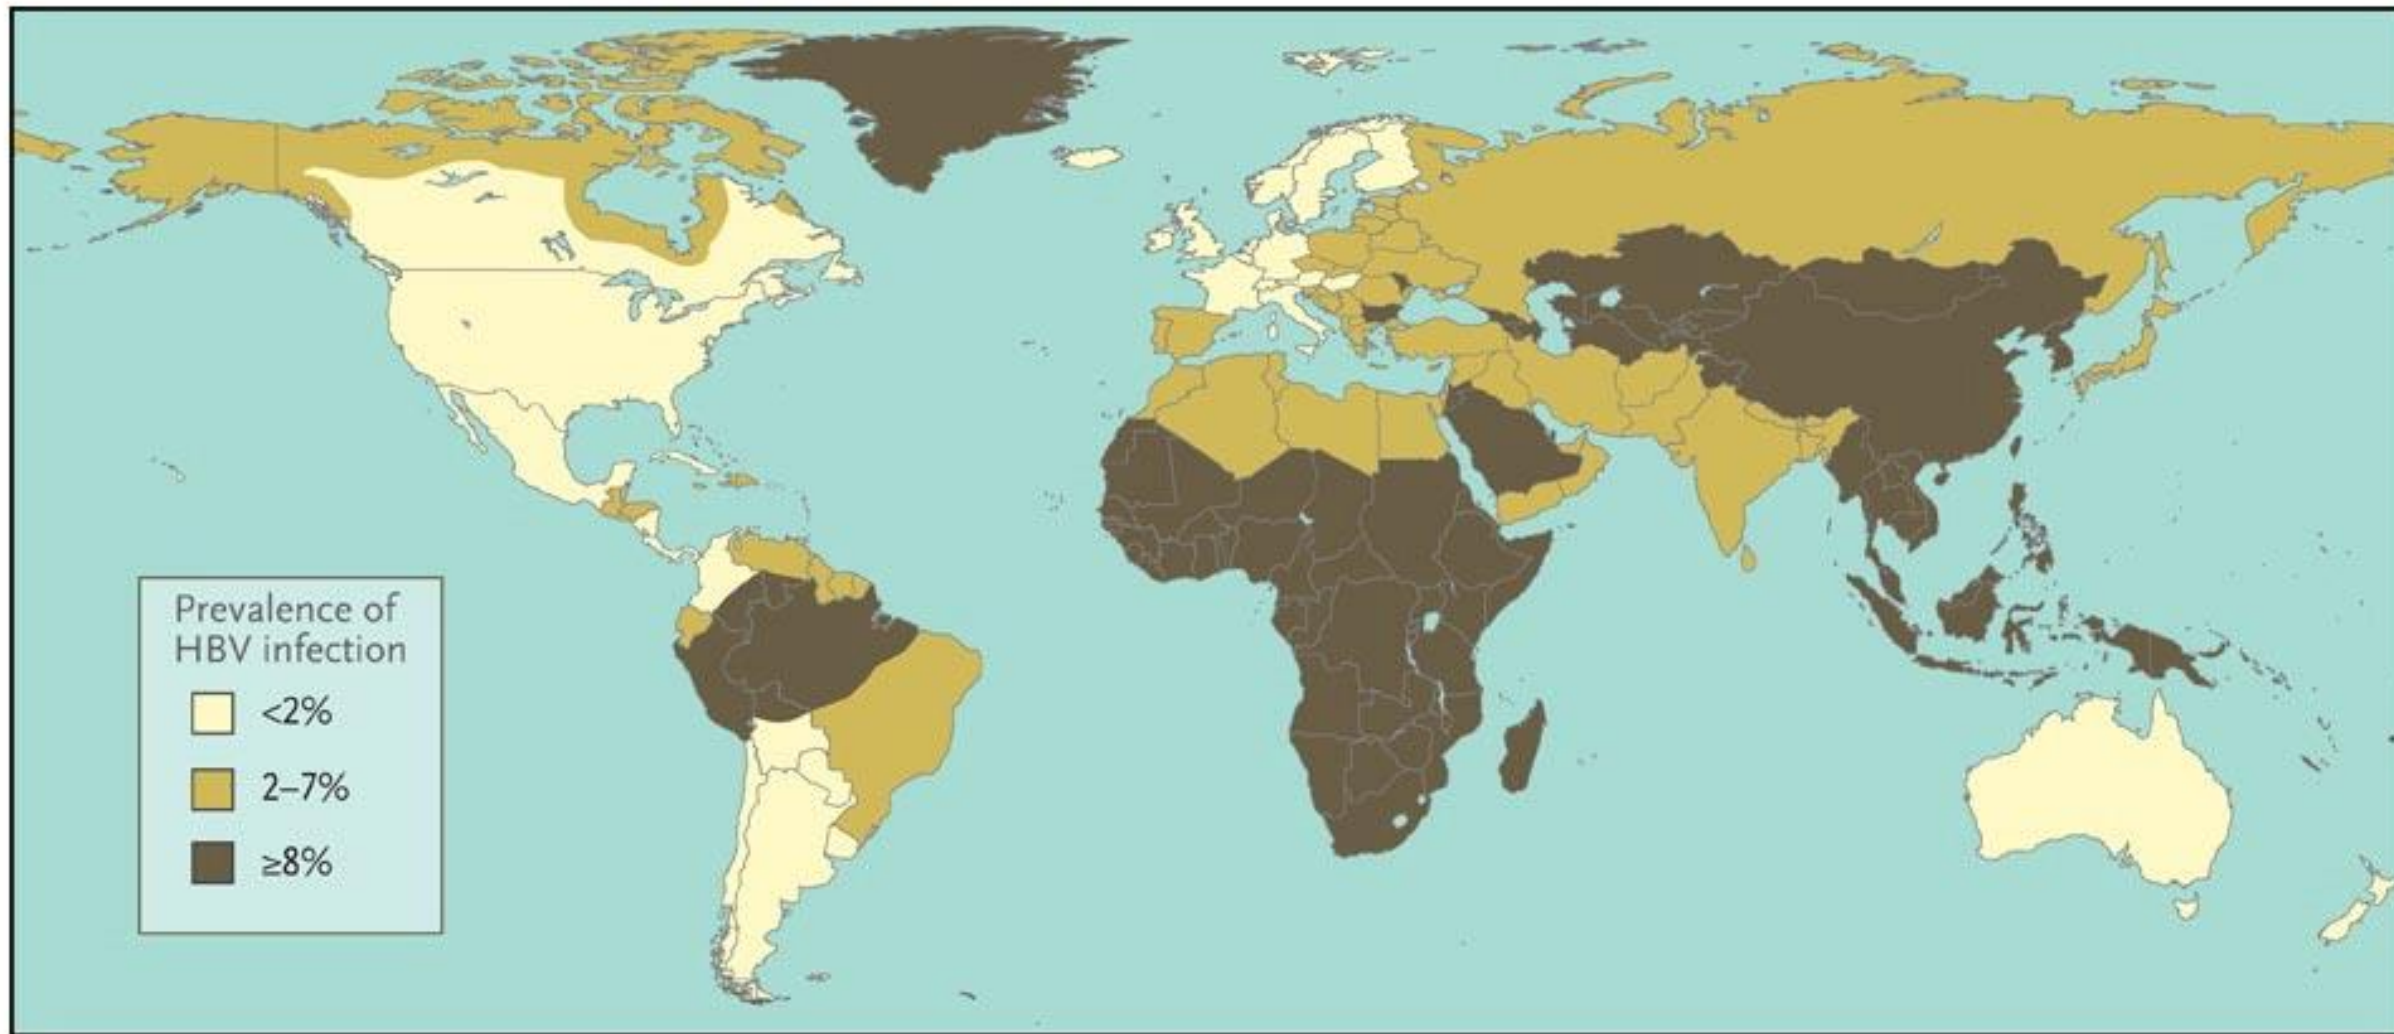 Prevalence of
HBV infection
<2%
2–7%
≥8%